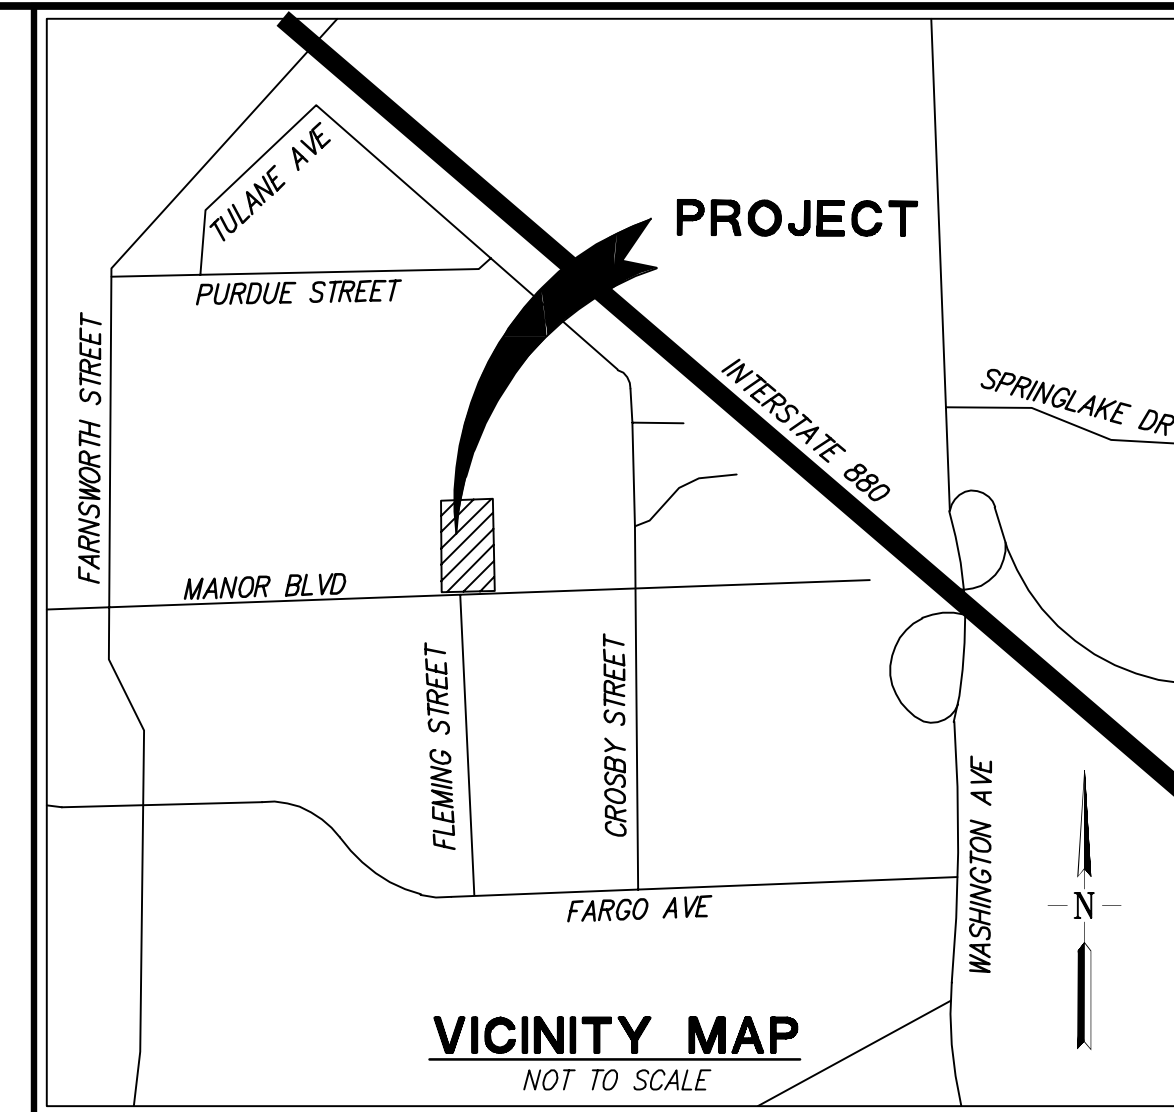 TULANE AVE
PROJECT
PURDUE STREET
FARNSWORTH STREET
INTERSTATE 880
SPRINGLAKE DR
MANOR BLVD
FLEMING STREET
CROSBY STREET
WASHINGTON AVE
FARGO AVE
N
VICINITY MAP
NOT TO SCALE